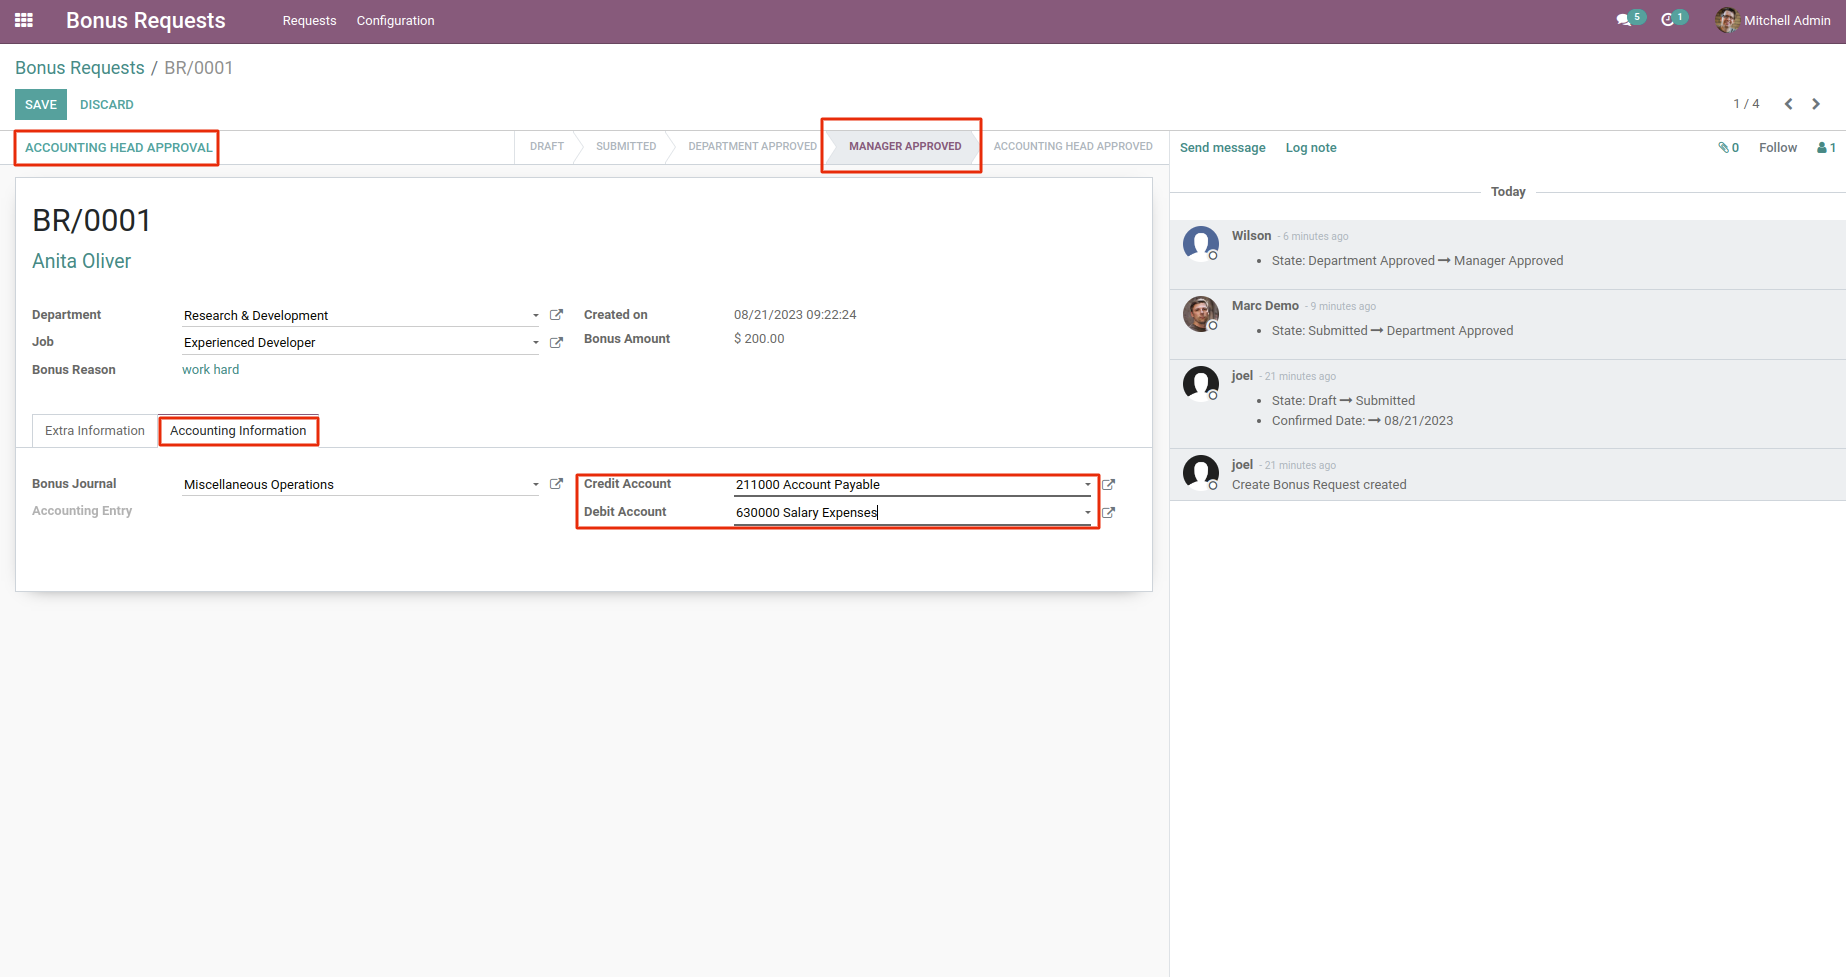 Bonus Requests Requests Configuration 5 1 Mitchell Admin
Bonus Requests / BR/0001
SAVE DISCARD 1 / 4
ACCOUNTING HEAD APPROVAL DRAFT SUBMITTED DEPARTMENT APPROVED MANAGER APPROVED ACCOUNTING HEAD APPROVED
BR/0001
Anita Oliver
Department Research & Development Created on 08/21/2023 09:22:24
Job Experienced Developer Bonus Amount $ 200.00
Bonus Reason work hard
Extra Information Accounting Information
Bonus Journal Miscellaneous Operations Credit Account 211000 Account Payable
Accounting Entry Debit Account 630000 Salary Expenses
Send message Log note 0 Follow 1
Today
Wilson - 6 minutes ago
• State: Department Approved ➞ Manager Approved
Marc Demo - 9 minutes ago
• State: Submitted ➞ Department Approved
joel - 21 minutes ago
• State: Draft ➞ Submitted
• Confirmed Date: ➞ 08/21/2023
joel - 21 minutes ago
Create Bonus Request created